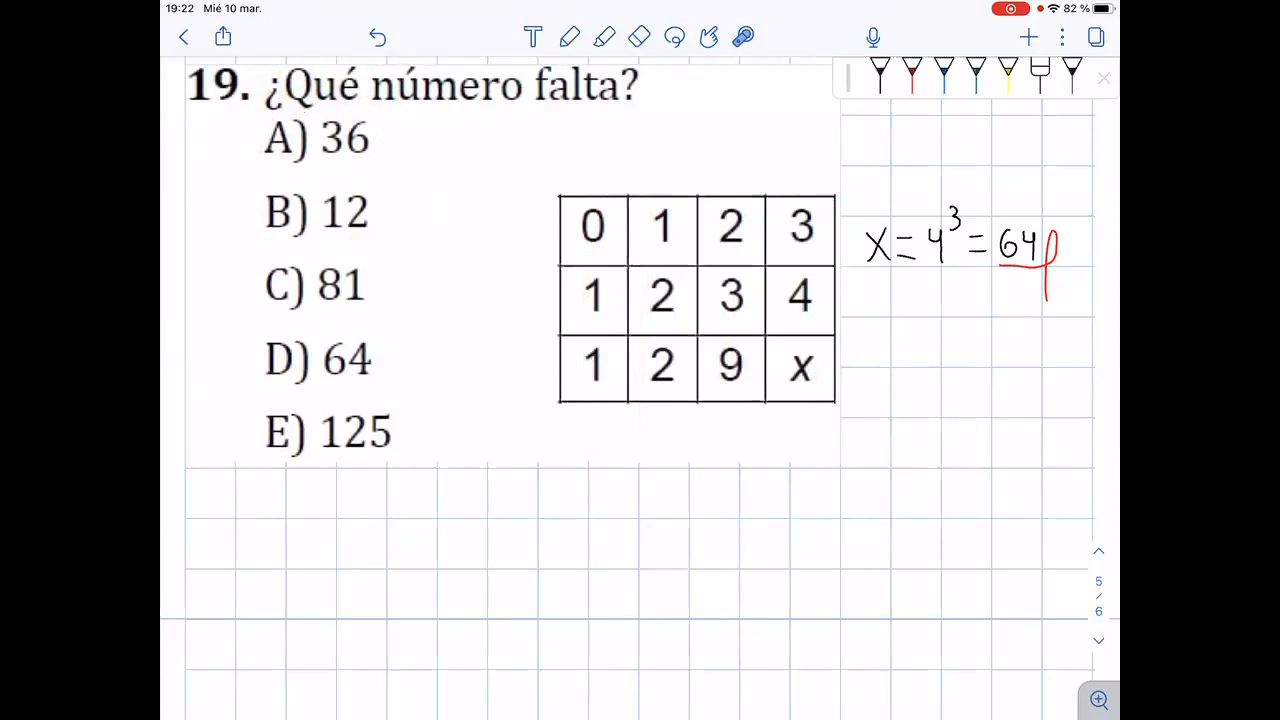 19:22 Mié 10 mar. 82 %
T
19. ¿Qué número falta?
A) 36
B) 12
C) 81
D) 64
E) 125
0 1 2 3
1 2 3 4
1 2 9 x
x = 4³ = 64
5
/
6